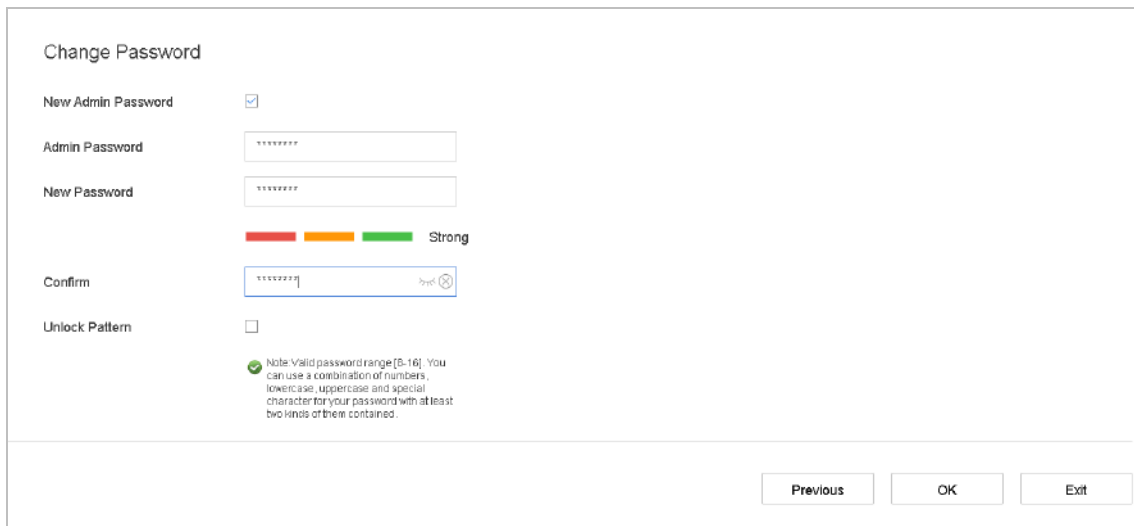 Change Password
New Admin Password
Admin Password ********
New Password ********
Strong
Confirm ********
Unlock Pattern
Note:Valid password range [8-16]. You
can use a combination of numbers,
lowercase, uppercase and special
character for your password with at least
two kinds of them contained.
Previous OK Exit